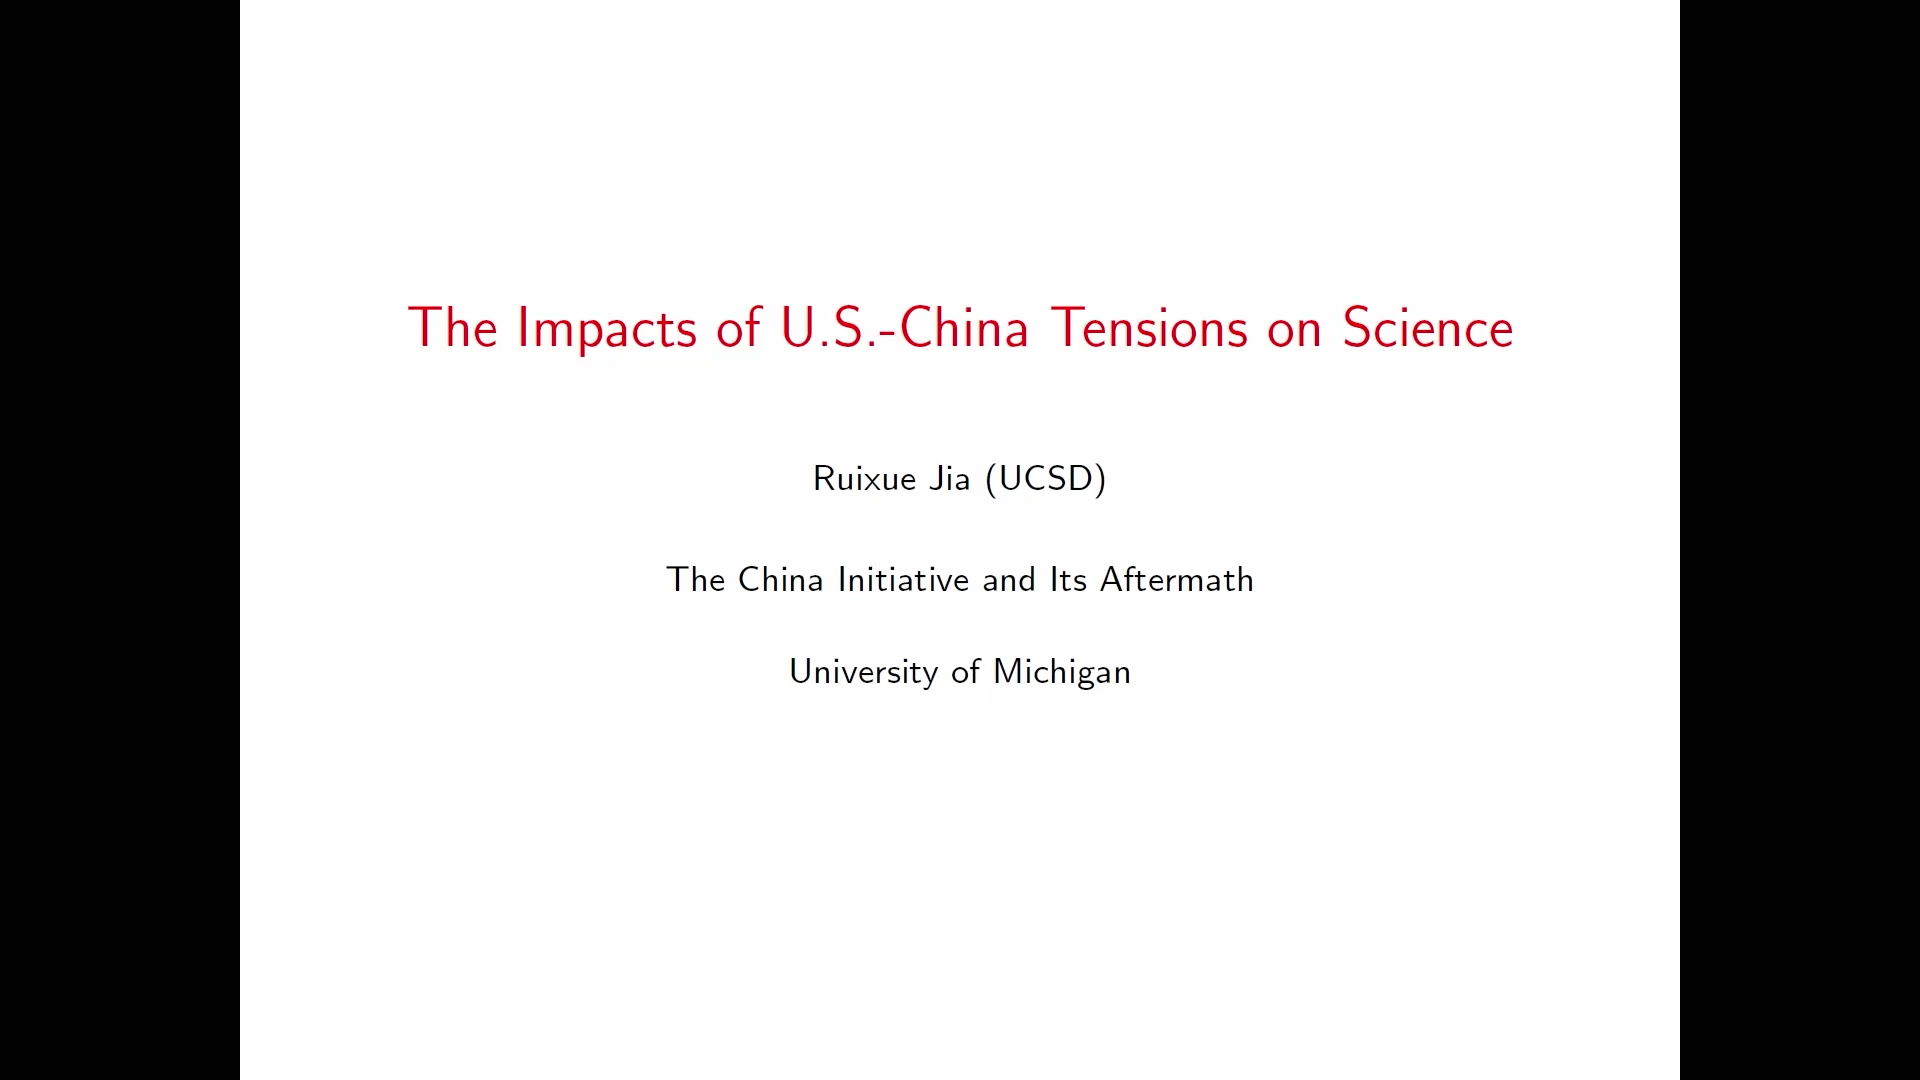 The Impacts of U.S.-China Tensions on Science
Ruixue Jia (UCSD)
The China Initiative and Its Aftermath
University of Michigan